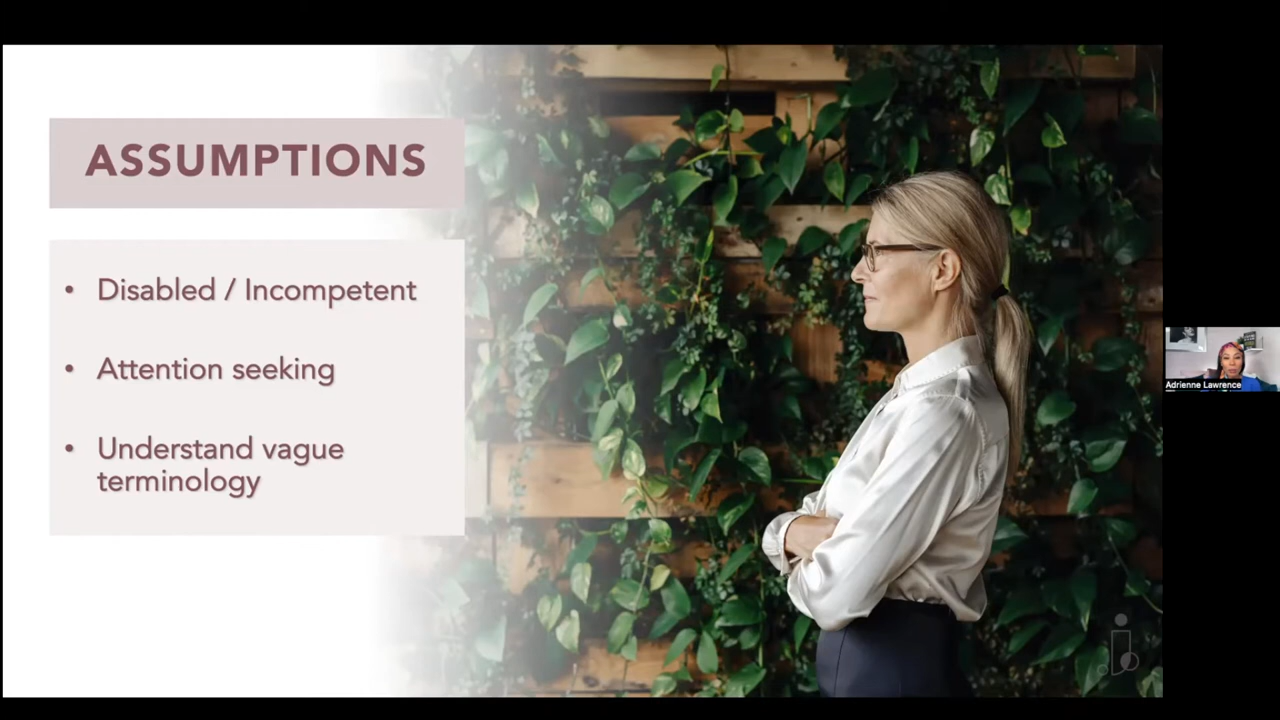 ASSUMPTIONS
• Disabled / Incompetent
• Attention seeking
• Understand vague
terminology
Adrienne Lawrence